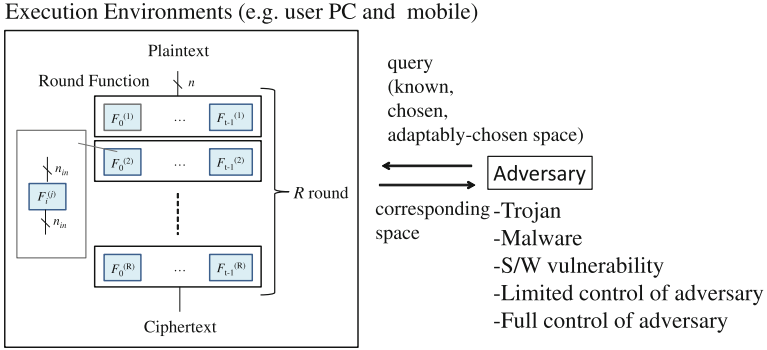 Execution Environments (e.g. user PC and mobile)
Plaintext
Round Function
n
F₀⁽¹⁾ ... Fₜ₋₁⁽¹⁾
F₀⁽²⁾ ... Fₜ₋₁⁽²⁾
nᵢₙ
Fᵢ⁽ʲ⁾
nᵢₙ
R round
F₀⁽ᴿ⁾ ... Fₜ₋₁⁽ᴿ⁾
Ciphertext
query
(known,
chosen,
adaptably-chosen space)
Adversary
corresponding
space
-Trojan
-Malware
-S/W vulnerability
-Limited control of adversary
-Full control of adversary